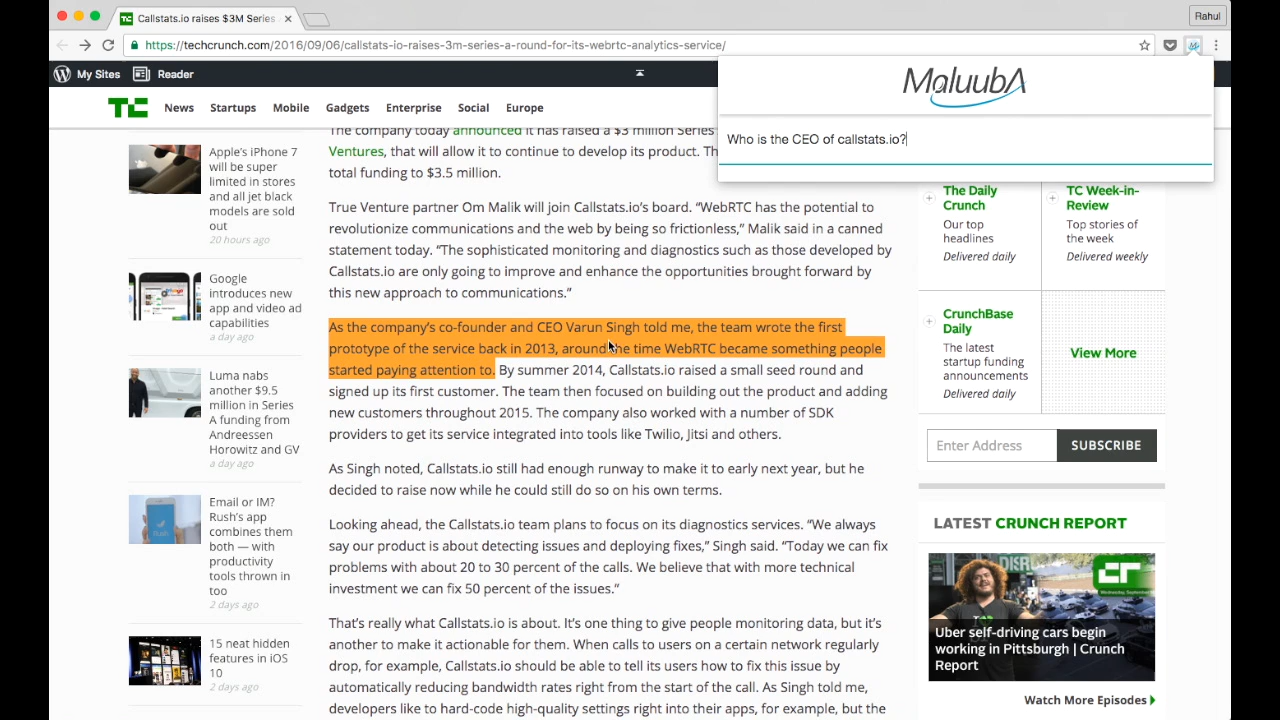 Callstats.io raises $3M Series
Rahul
https://techcrunch.com/2016/09/06/callstats-io-raises-3m-series-a-round-for-its-webrtc-analytics-service/
My Sites
Reader
MaluubA
Who is the CEO of callstats.io?
TC
News
Startups
Mobile
Gadgets
Enterprise
Social
Europe
Apple's iPhone 7
will be super
limited in stores
and all jet black
models are sold
out
20 hours ago
Google
introduces new
app and video ad
capabilities
a day ago
Luma nabs
another $9.5
million in Series
A funding from
Andreessen
Horowitz and GV
a day ago
Email or IM?
Rush's app
combines them
both — with
productivity
tools thrown in
too
2 days ago
15 neat hidden
features in iOS
10
2 days ago
The company today announced it has raised a $3 million Series
Ventures, that will allow it to continue to develop its product. Th
total funding to $3.5 million.
True Venture partner Om Malik will join Callstats.io's board. “WebRTC has the potential to
revolutionize communications and the web by being so frictionless,” Malik said in a canned
statement today. “The sophisticated monitoring and diagnostics such as those developed by
Callstats.io are only going to improve and enhance the opportunities brought forward by
this new approach to communications.”
As the company's co-founder and CEO Varun Singh told me, the team wrote the first
prototype of the service back in 2013, around the time WebRTC became something people
started paying attention to. By summer 2014, Callstats.io raised a small seed round and
signed up its first customer. The team then focused on building out the product and adding
new customers throughout 2015. The company also worked with a number of SDK
providers to get its service integrated into tools like Twilio, Jitsi and others.
As Singh noted, Callstats.io still had enough runway to make it to early next year, but he
decided to raise now while he could still do so on his own terms.
Looking ahead, the Callstats.io team plans to focus on its diagnostics services. “We always
say our product is about detecting issues and deploying fixes,” Singh said. “Today we can fix
problems with about 20 to 30 percent of the calls. We believe that with more technical
investment we can fix 50 percent of the issues.”
That's really what Callstats.io is about. It's one thing to give people monitoring data, but it's
another to make it actionable for them. When calls to users on a certain network regularly
drop, for example, Callstats.io should be able to tell its users how to fix this issue by
automatically reducing bandwidth rates right from the start of the call. As Singh told me,
developers like to hard-code high-quality settings right into their apps, for example, but the
The Daily
Crunch
Our top
headlines
Delivered daily
TC Week-in-
Review
Top stories of
the week
Delivered weekly
CrunchBase
Daily
The latest
startup funding
announcements
Delivered daily
View More
Enter Address
SUBSCRIBE
LATEST CRUNCH REPORT
Uber self-driving cars begin
working in Pittsburgh | Crunch
Report
Watch More Episodes